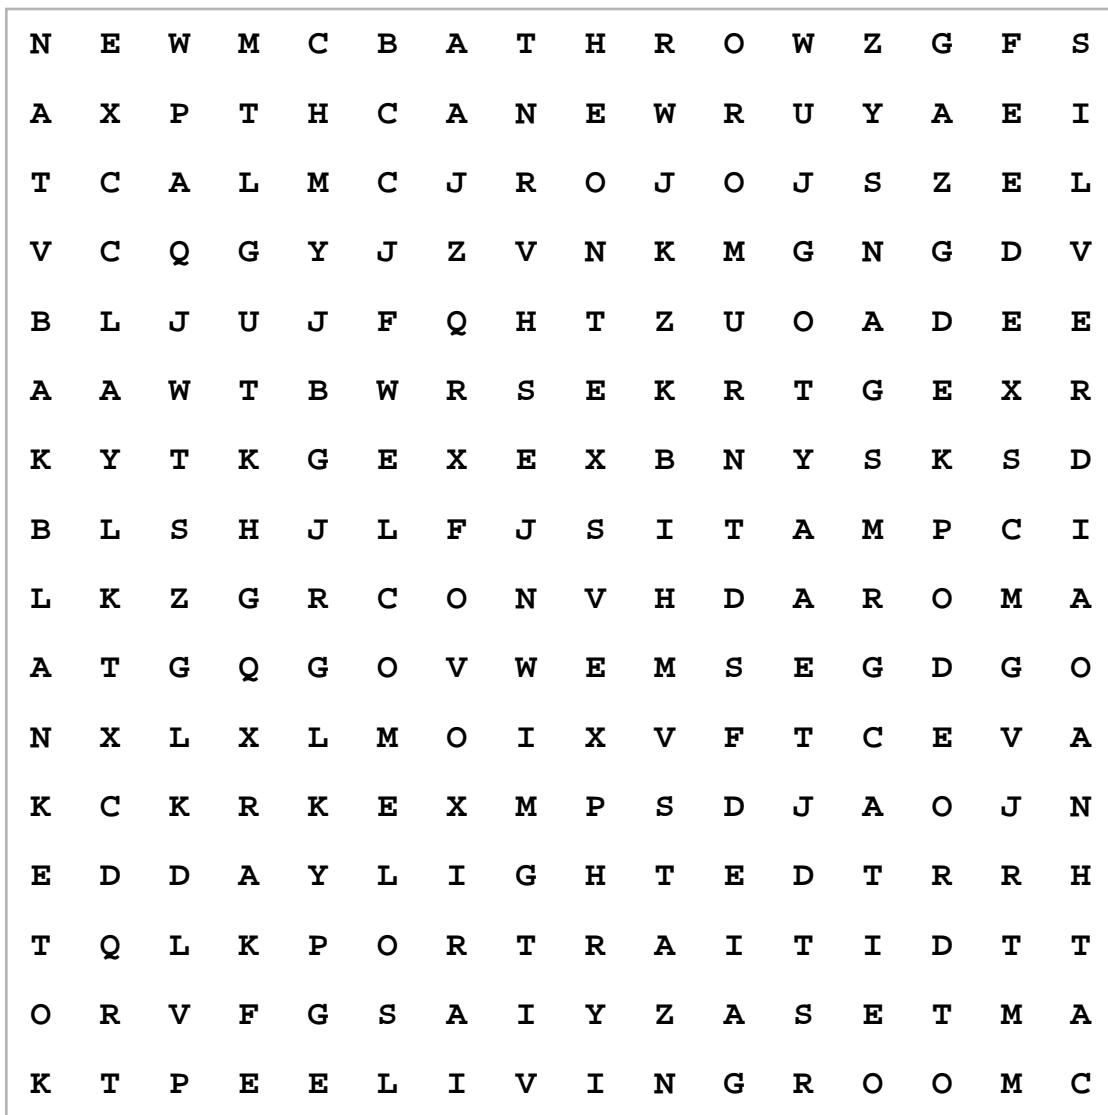 N E W M C B A T H R O W Z G F S
A X P T H C A N E W R U Y A E I
T C A L M C J R O J O J S Z E L
V C Q G Y J Z V N K M G N G D V
B L J U J F Q H T Z U O A D E E
A A W T B W R S E K R T G E X R
K Y T K G E X E X B N Y S K S D
B L S H J L F J S I T A M P C I
L K Z G R C O N V H D A R O M A
A T G Q G O V W E M S E G D G O
N X L X L M O I X V F T C E V A
K C K R K E X M P S D J A O J N
E D D A Y L I G H T E D T R R H
T Q L K P O R T R A I T I D T T
O R V F G S A I Y Z A S E T M A
K T P E E L I V I N G R O O M C